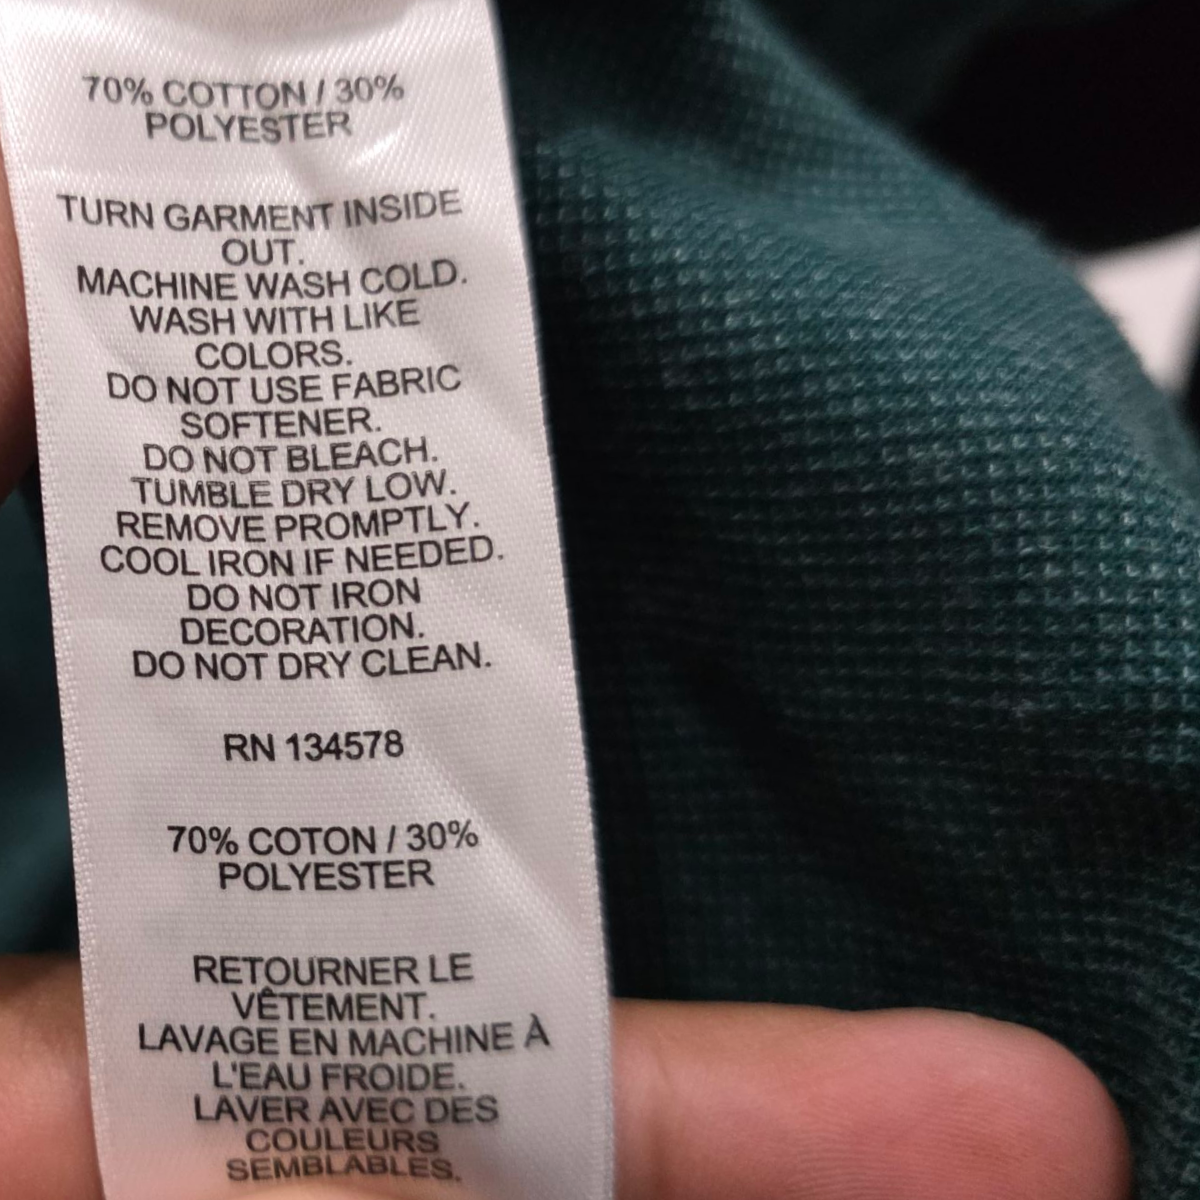 70% COTTON / 30%
POLYESTER
TURN GARMENT INSIDE
OUT.
MACHINE WASH COLD.
WASH WITH LIKE
COLORS.
DO NOT USE FABRIC
SOFTENER.
DO NOT BLEACH.
TUMBLE DRY LOW.
REMOVE PROMPTLY.
COOL IRON IF NEEDED.
DO NOT IRON
DECORATION.
DO NOT DRY CLEAN.
RN 134578
70% COTON / 30%
POLYESTER
RETOURNER LE
VÊTEMENT.
LAVAGE EN MACHINE À
L'EAU FROIDE.
LAVER AVEC DES
COULEURS
SEMBLABLES.